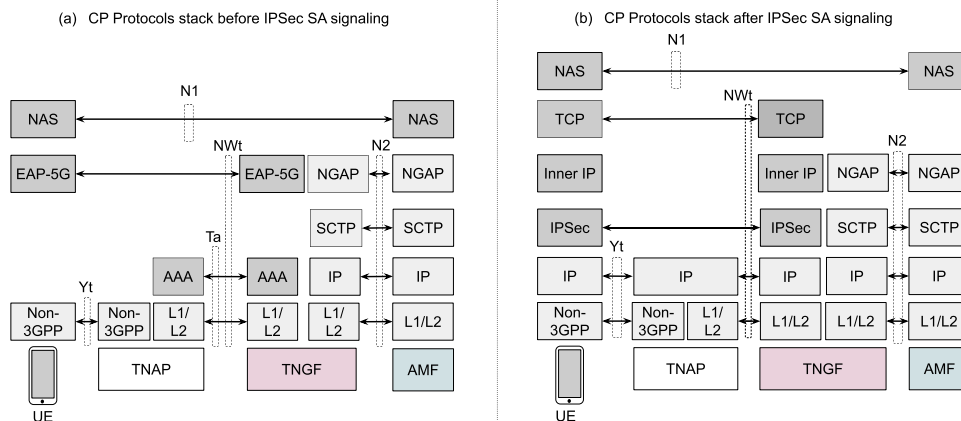 (a) CP Protocols stack before IPSec SA signaling
N1
NAS
NAS
NWt
N2
EAP-5G
EAP-5G
NGAP
NGAP
Ta
SCTP
SCTP
Yt
AAA
AAA
IP
IP
Non-
3GPP
Non-
3GPP
L1/
L2
L1/
L2
L1/
L2
L1/L2
TNAP
TNGF
AMF
UE
(b) CP Protocols stack after IPSec SA signaling
N1
NAS
NAS
NWt
TCP
TCP
N2
Inner IP
Inner IP
NGAP
NGAP
IPSec
IPSec
SCTP
SCTP
Yt
IP
IP
IP
IP
IP
Non-
3GPP
Non-
3GPP
L1/
L2
L1/L2
L1/L2
L1/L2
TNAP
TNGF
AMF
UE